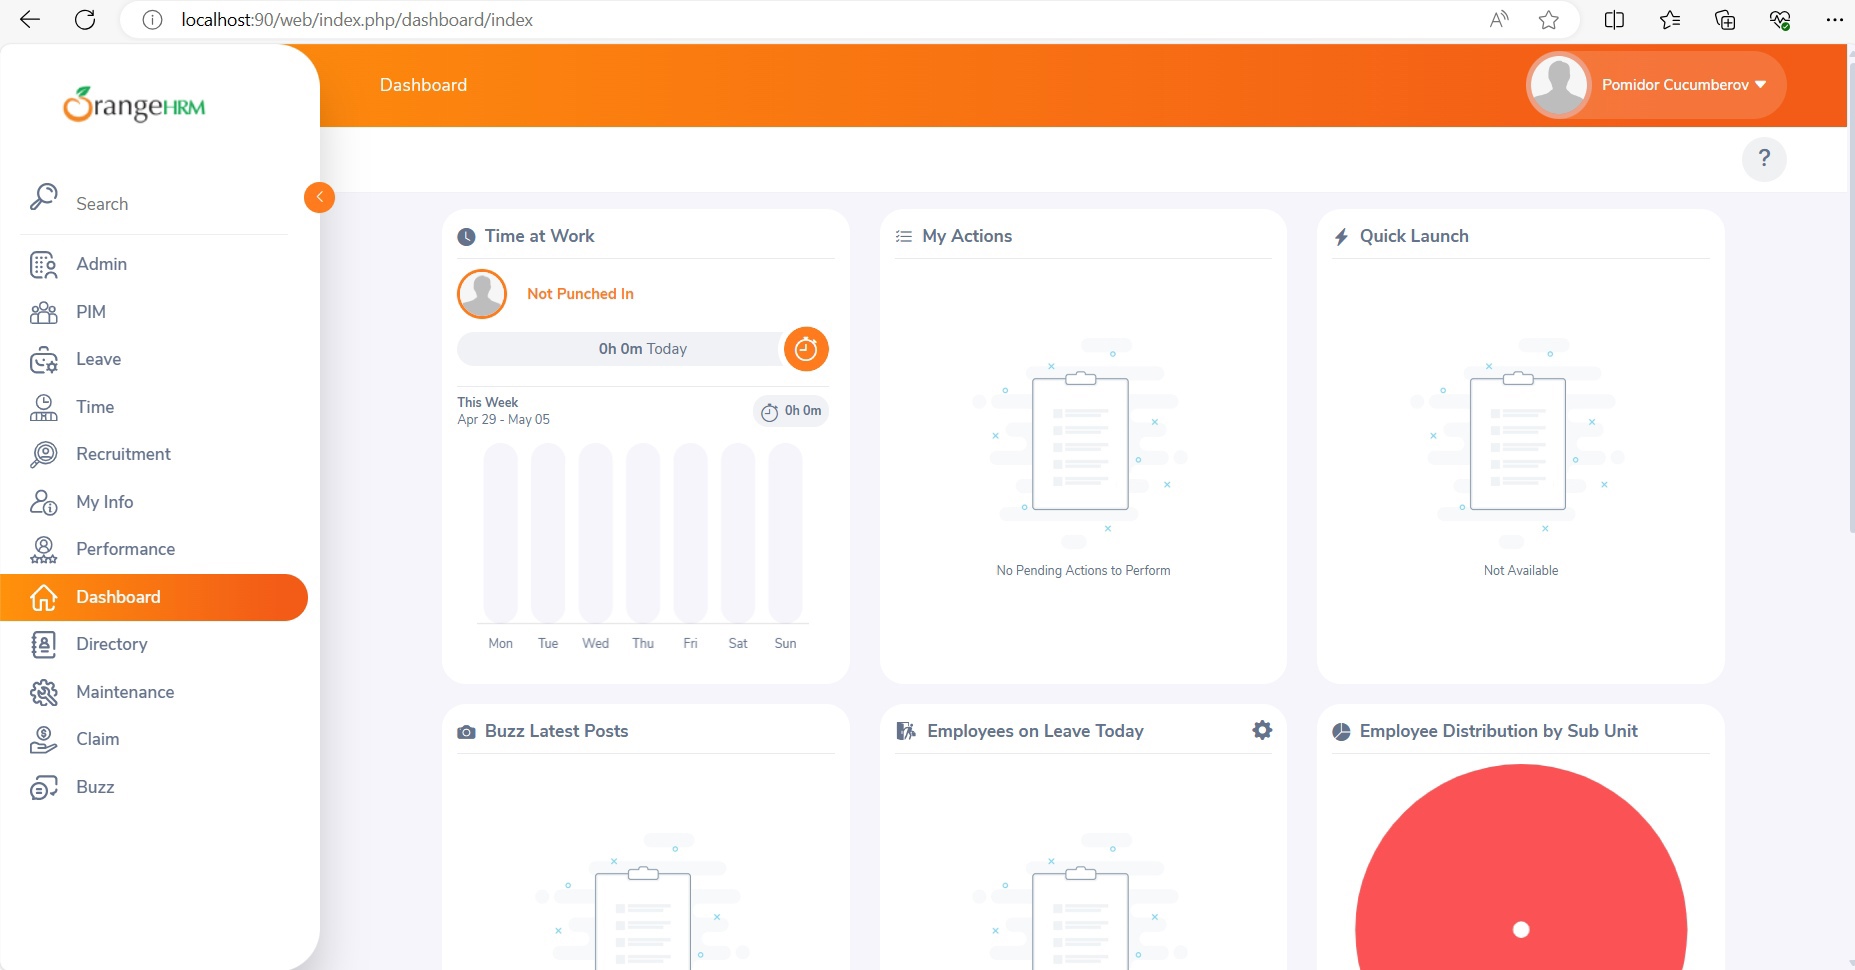 localhost:90/web/index.php/dashboard/index
OrangeHRM
Dashboard
Pomidor Cucumberov
?
Search
Admin
PIM
Leave
Time
Recruitment
My Info
Performance
Dashboard
Directory
Maintenance
Claim
Buzz
Time at Work
Not Punched In
0h 0m Today
This Week
Apr 29 - May 05
0h 0m
Mon Tue Wed Thu Fri Sat Sun
My Actions
No Pending Actions to Perform
Quick Launch
Not Available
Buzz Latest Posts
Employees on Leave Today
Employee Distribution by Sub Unit